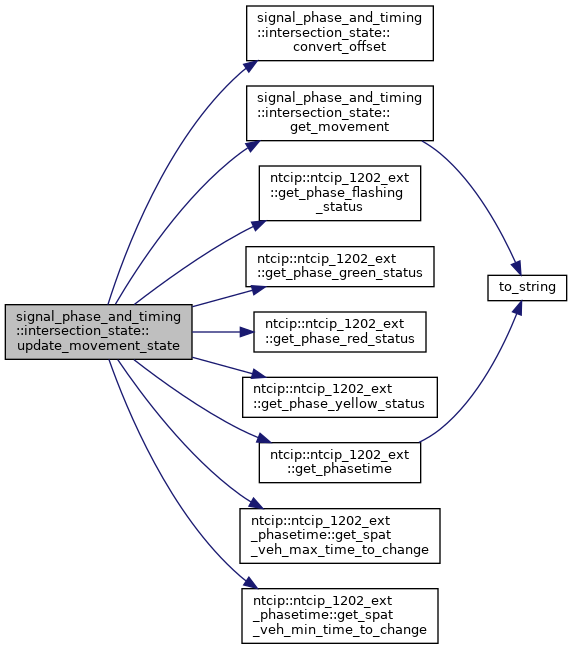 signal_phase_and_timing
::intersection_state::
update_movement_state
signal_phase_and_timing
::intersection_state::
convert_offset
signal_phase_and_timing
::intersection_state::
get_movement
ntcip::ntcip_1202_ext
::get_phase_flashing
_status
ntcip::ntcip_1202_ext
::get_phase_green_status
ntcip::ntcip_1202_ext
::get_phase_red_status
ntcip::ntcip_1202_ext
::get_phase_yellow_status
ntcip::ntcip_1202_ext
::get_phasetime
ntcip::ntcip_1202_ext
_phasetime::get_spat
_veh_max_time_to_change
ntcip::ntcip_1202_ext
_phasetime::get_spat
_veh_min_time_to_change
to_string